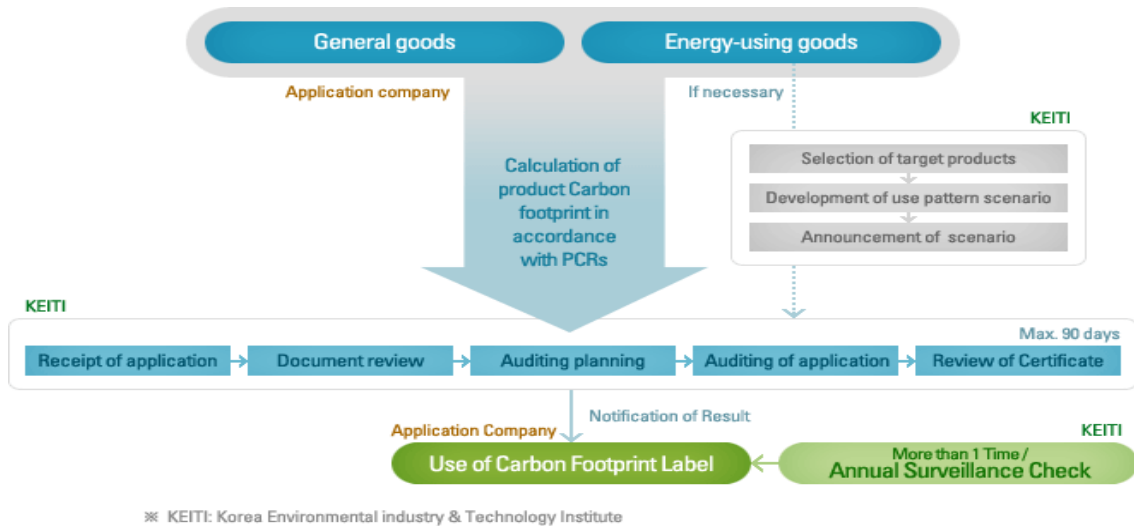 General goods
Energy-using goods
Application company
If necessary
KEITI
Calculation of
product Carbon
footprint in
accordance
with PCRs
Selection of target products
Development of use pattern scenario
Announcement of scenario
KEITI
Max. 90 days
Receipt of application
Document review
Auditing planning
Auditing of application
Review of Certificate
Notification of Result
Application Company
KEITI
Use of Carbon Footprint Label
More than 1 Time /
Annual Surveillance Check
※ KEITI: Korea Environmental industry & Technology Institute